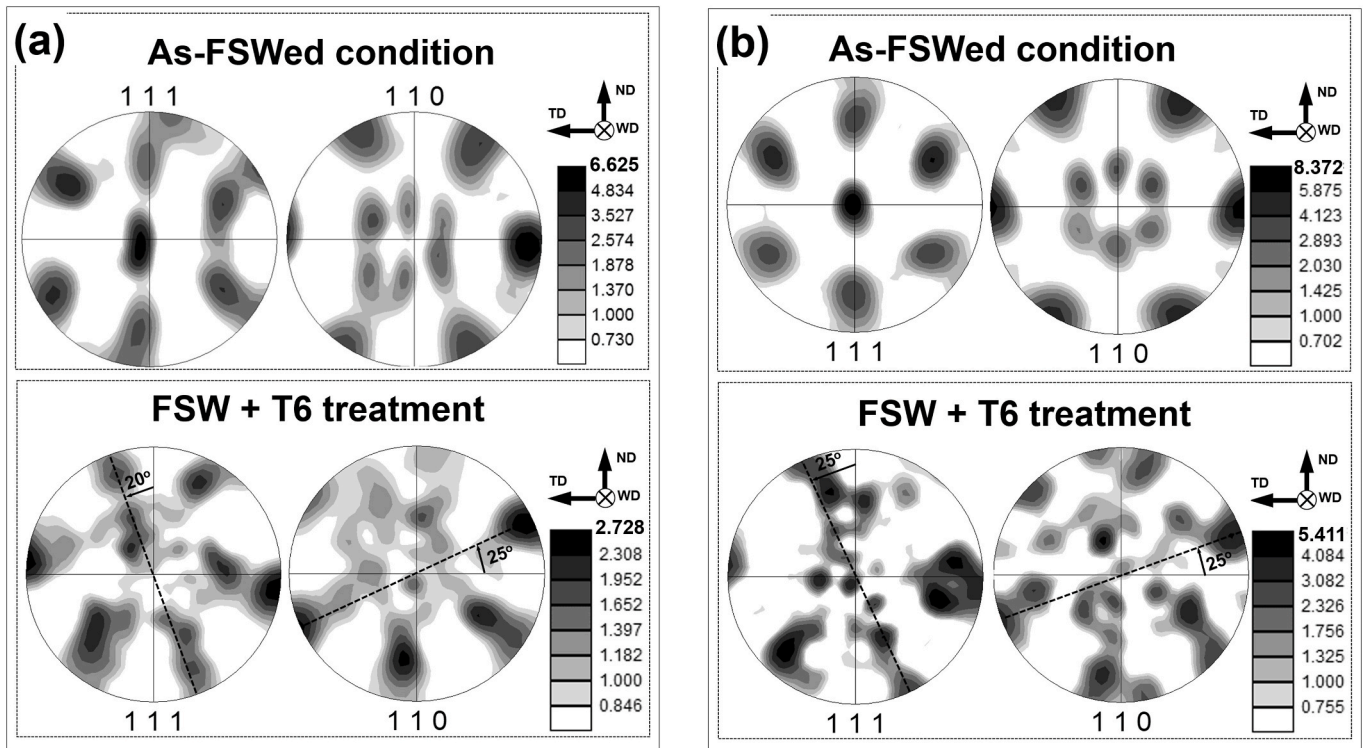 (a)
As-FSWed condition
1 1 1
1 1 0
ND
TD
WD
6.625
4.834
3.527
2.574
1.878
1.370
1.000
0.730
FSW + T6 treatment
20º
25º
ND
TD
WD
2.728
2.308
1.952
1.652
1.397
1.182
1.000
0.846
1 1 1
1 1 0
(b)
As-FSWed condition
ND
TD
WD
8.372
5.875
4.123
2.893
2.030
1.425
1.000
0.702
1 1 1
1 1 0
FSW + T6 treatment
25º
25º
ND
TD
WD
5.411
4.084
3.082
2.326
1.756
1.325
1.000
0.755
1 1 1
1 1 0